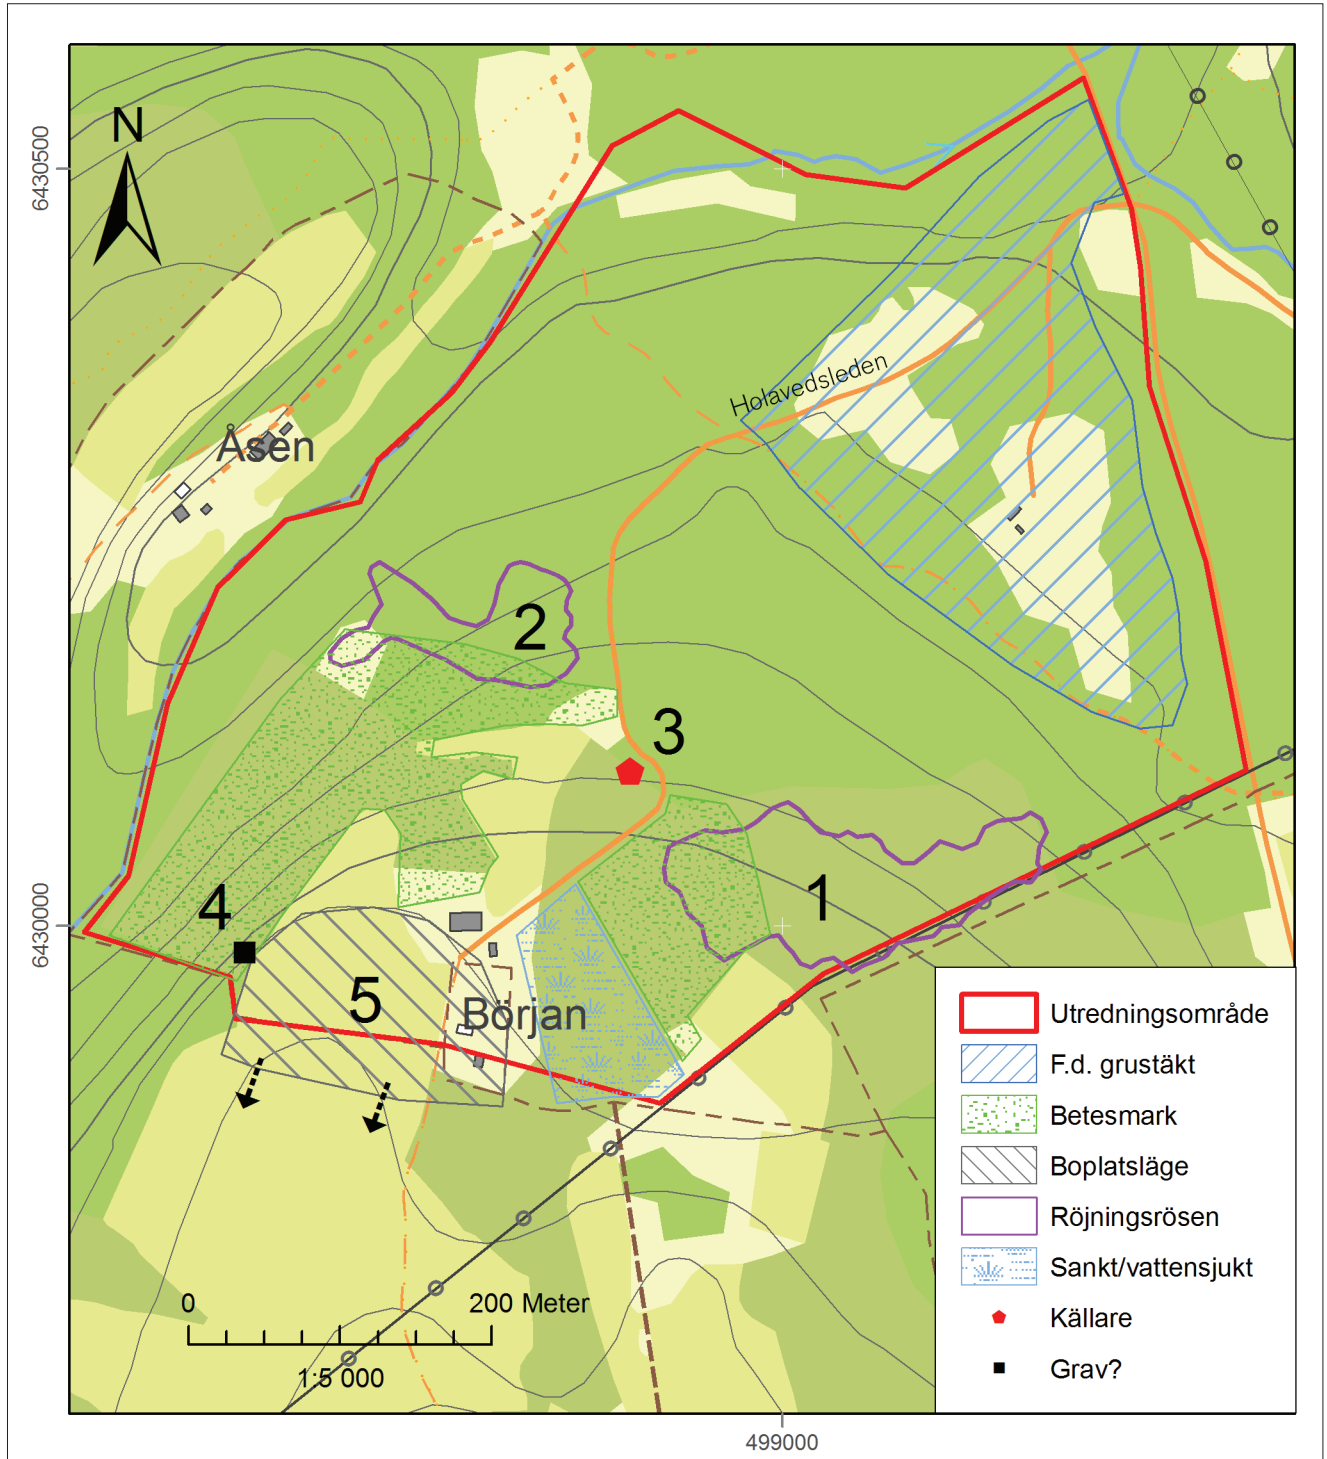 N
6430500
Holavedsleden
Åsen
2
3
4
1
6430000
5
Början
Utredningsområde
F.d. grustäkt
Betesmark
Boplatsläge
Röjningsrösen
Sankt/vattensjukt
Källare
Grav?
0 200 Meter
1:5 000
499000